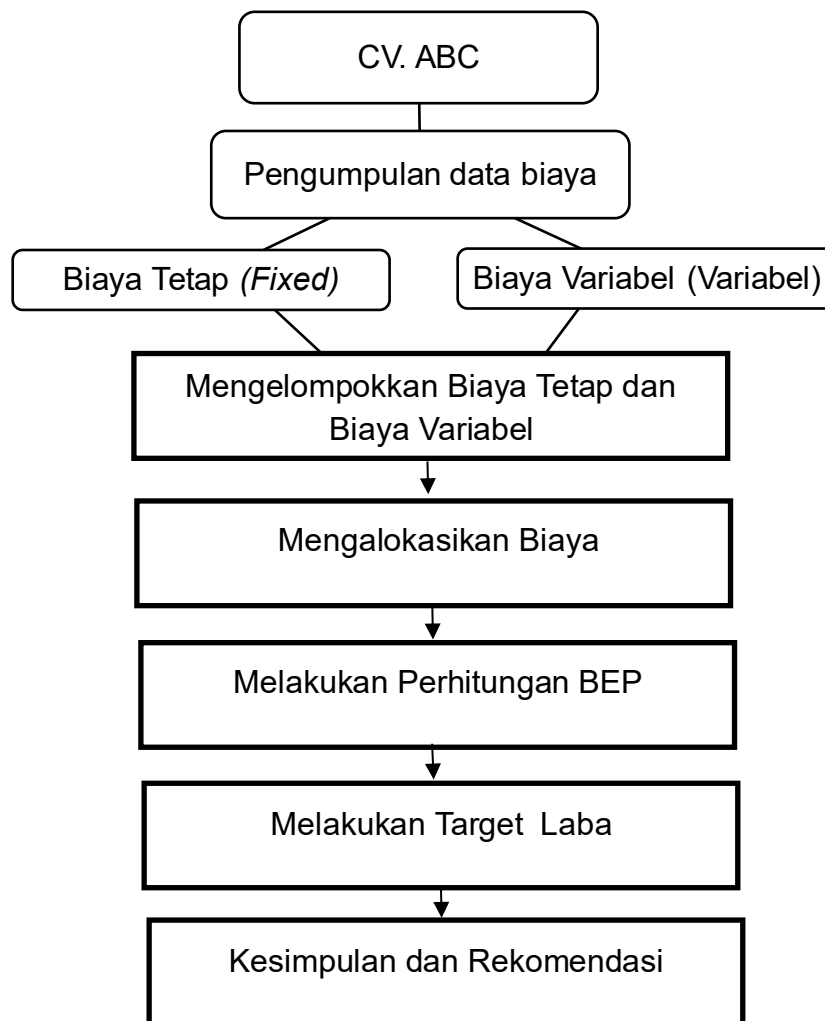 CV. ABC
Pengumpulan data biaya
Biaya Tetap (Fixed)
Biaya Variabel (Variabel)
Mengelompokkan Biaya Tetap dan
Biaya Variabel
Mengalokasikan Biaya
Melakukan Perhitungan BEP
Melakukan Target Laba
Kesimpulan dan Rekomendasi